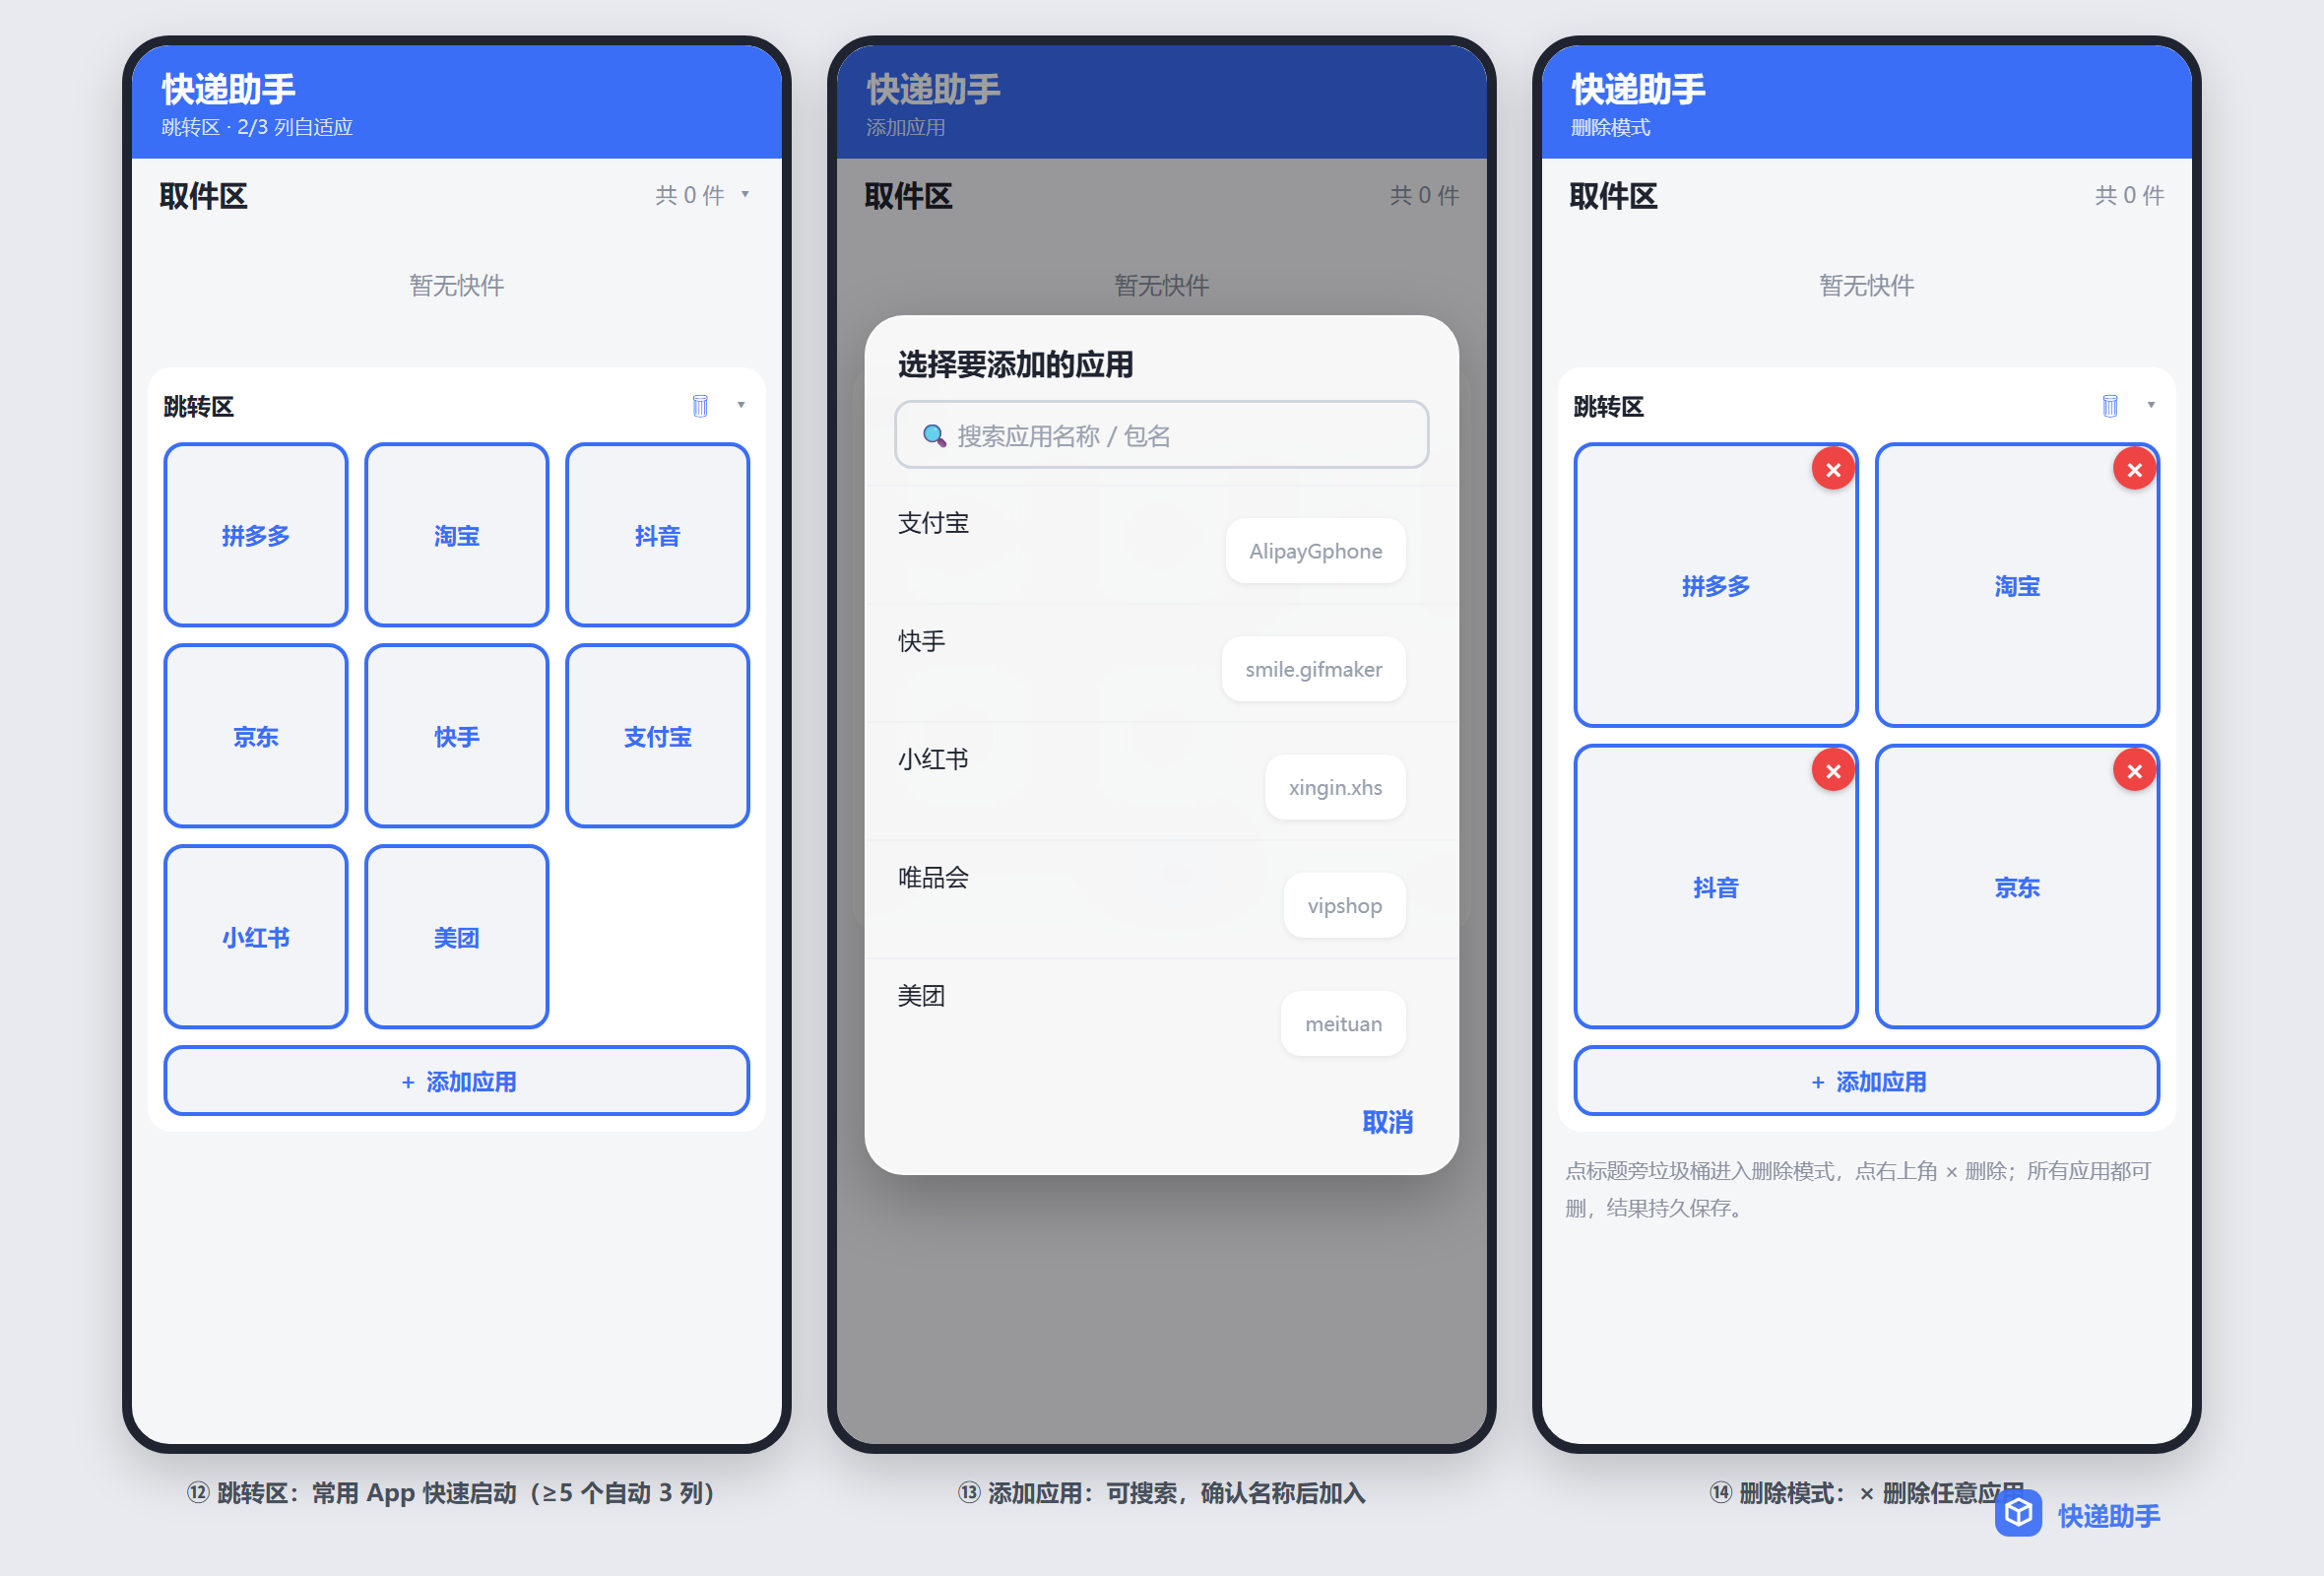 快递助手
跳转区 · 2/3 列自适应
取件区
共 0 件 ▾
暂无快件
跳转区
拼多多
淘宝
抖音
京东
快手
支付宝
小红书
美团
+ 添加应用
⑫ 跳转区：常用 App 快速启动（≥5 个自动 3 列）
快递助手
添加应用
取件区
共 0 件
暂无快件
选择要添加的应用
🔍 搜索应用名称 / 包名
支付宝
AlipayGphone
快手
smile.gifmaker
小红书
xingin.xhs
唯品会
vipshop
美团
meituan
取消
⑬ 添加应用：可搜索，确认名称后加入
快递助手
删除模式
取件区
共 0 件
暂无快件
跳转区
×
拼多多
×
淘宝
×
抖音
×
京东
+ 添加应用
点标题旁垃圾桶进入删除模式，点右上角 × 删除；所有应用都可
删，结果持久保存。
⑭ 删除模式：× 删除任意应用
快递助手